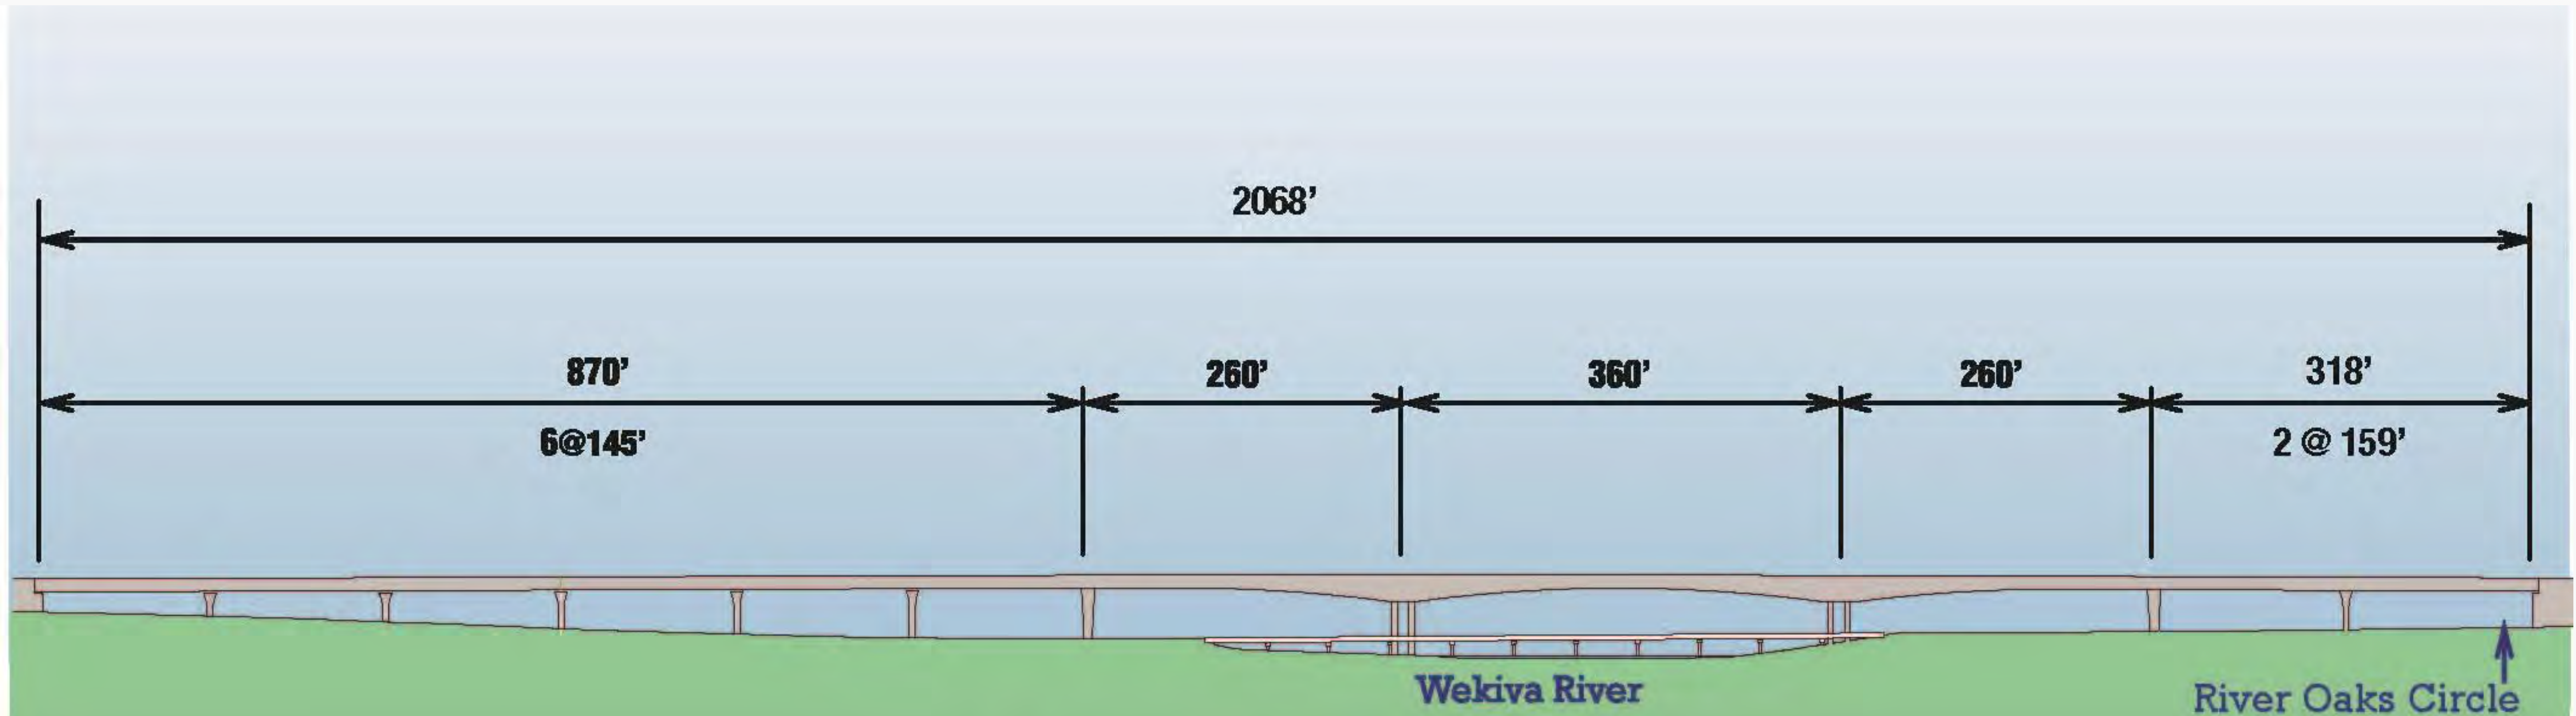 2068’
870’
260’
360’
260’
318’
6@145’
2 @ 159’
Wekiva River
River Oaks Circle